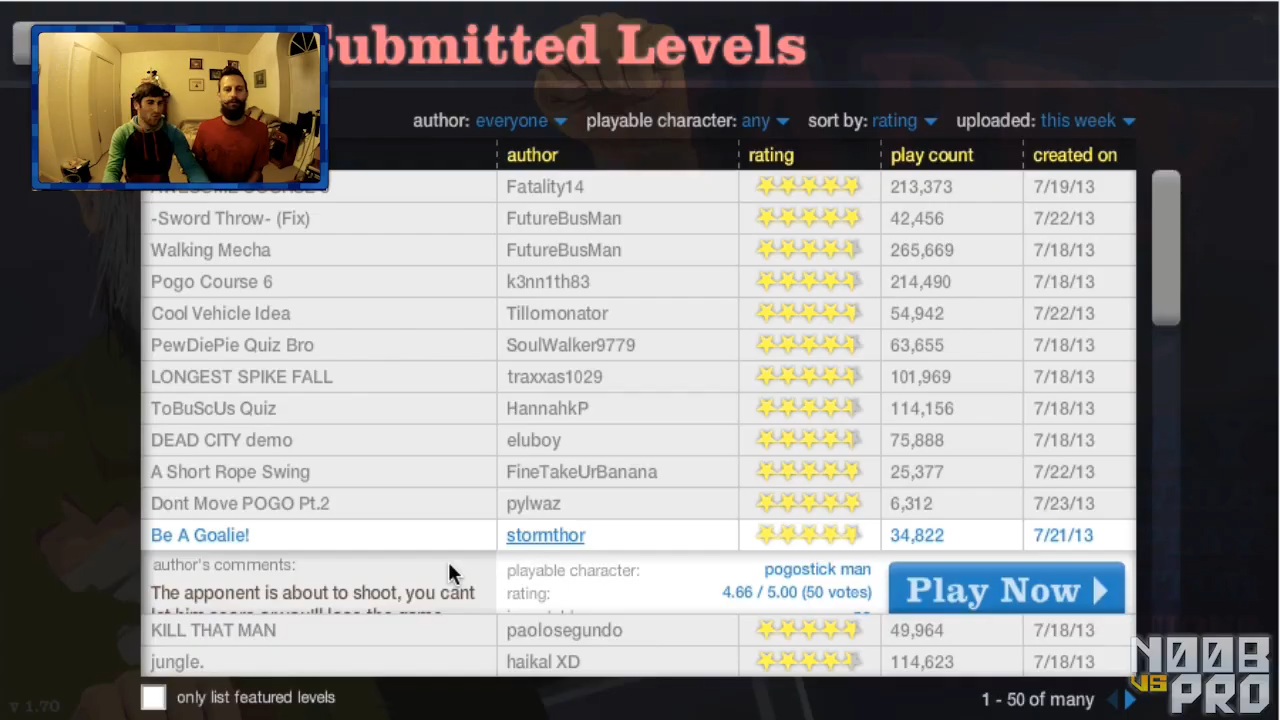 Submitted Levels
author: everyone playable character: any sort by: rating uploaded: this week
author rating play count created on
Fatality14 213,373 7/19/13
-Sword Throw- (Fix) FutureBusMan 42,456 7/22/13
Walking Mecha FutureBusMan 265,669 7/18/13
Pogo Course 6 k3nn1th83 214,490 7/18/13
Cool Vehicle Idea Tillomonator 54,942 7/22/13
PewDiePie Quiz Bro SoulWalker9779 63,655 7/18/13
LONGEST SPIKE FALL traxxas1029 101,969 7/18/13
ToBuScUs Quiz HannahkP 114,156 7/18/13
DEAD CITY demo eluboy 75,888 7/18/13
A Short Rope Swing FineTakeUrBanana 25,377 7/22/13
Dont Move POGO Pt.2 pylwaz 6,312 7/23/13
Be A Goalie! stormthor 34,822 7/21/13
author's comments: playable character: pogostick man
The apponent is about to shoot, you cant rating: 4.66 / 5.00 (50 votes) Play Now
KILL THAT MAN paolosegundo 49,964 7/18/13
jungle. haikal XD 114,623 7/18/13
only list featured levels 1 - 50 of many
v 1.70
N00B VS PRO